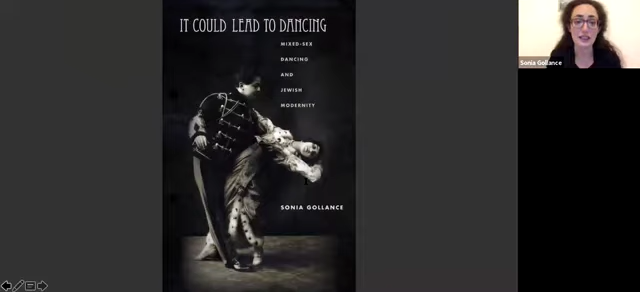 IT COULD LEAD TO DANCING
MIXED-SEX
DANCING
AND
JEWISH
MODERNITY
SONIA GOLLANCE
Sonia Gollance